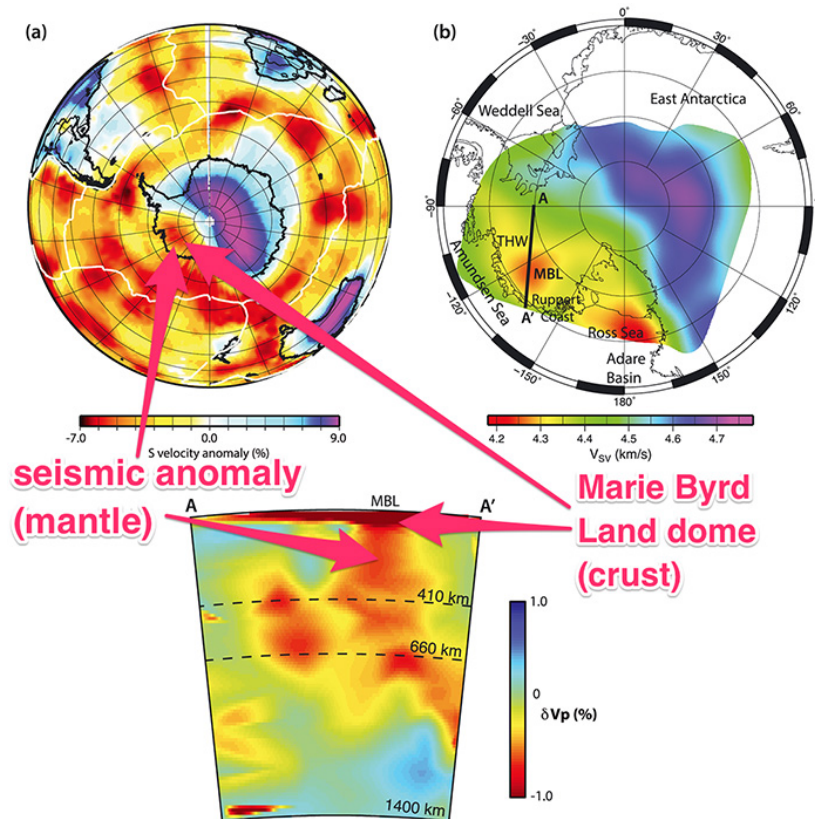 (a)
(b)
0°
-30°
30°
-60°
60°
-90°
-120°
120°
-150°
150°
180°
Weddell Sea
East Antarctica
A
THW
MBL
Amundsen Sea
Ruppert
A'
Coast
Ross Sea
Adare
Basin
-7.0
0.0
9.0
S velocity anomaly (%)
4.2
4.3
4.4
4.5
4.6
4.7
VSV (km/s)
seismic anomaly
(mantle)
Marie Byrd
Land dome
(crust)
A
MBL
A'
410 km
660 km
1400 km
1.0
0
δVp (%)
-1.0